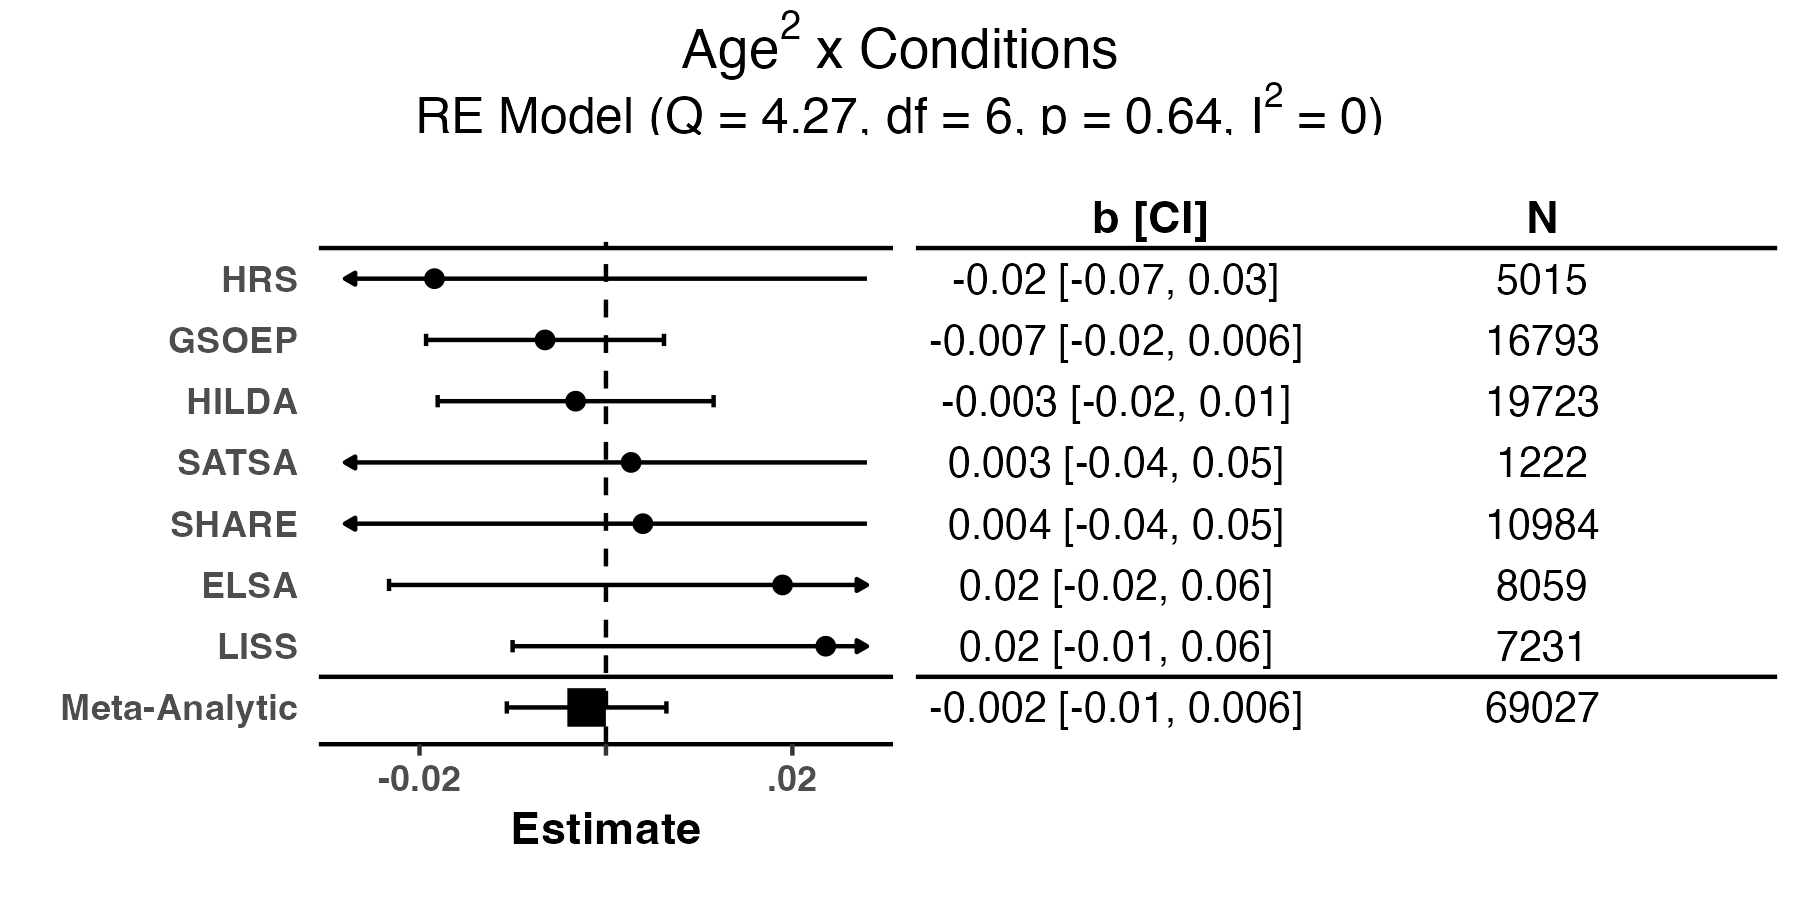 Age² x Conditions
RE Model (Q = 4.27, df = 6, p = 0.64, I² = 0)
b [CI] N
HRS -0.02 [-0.07, 0.03] 5015
GSOEP -0.007 [-0.02, 0.006] 16793
HILDA -0.003 [-0.02, 0.01] 19723
SATSA 0.003 [-0.04, 0.05] 1222
SHARE 0.004 [-0.04, 0.05] 10984
ELSA 0.02 [-0.02, 0.06] 8059
LISS 0.02 [-0.01, 0.06] 7231
Meta-Analytic -0.002 [-0.01, 0.006] 69027
-0.02 .02
Estimate